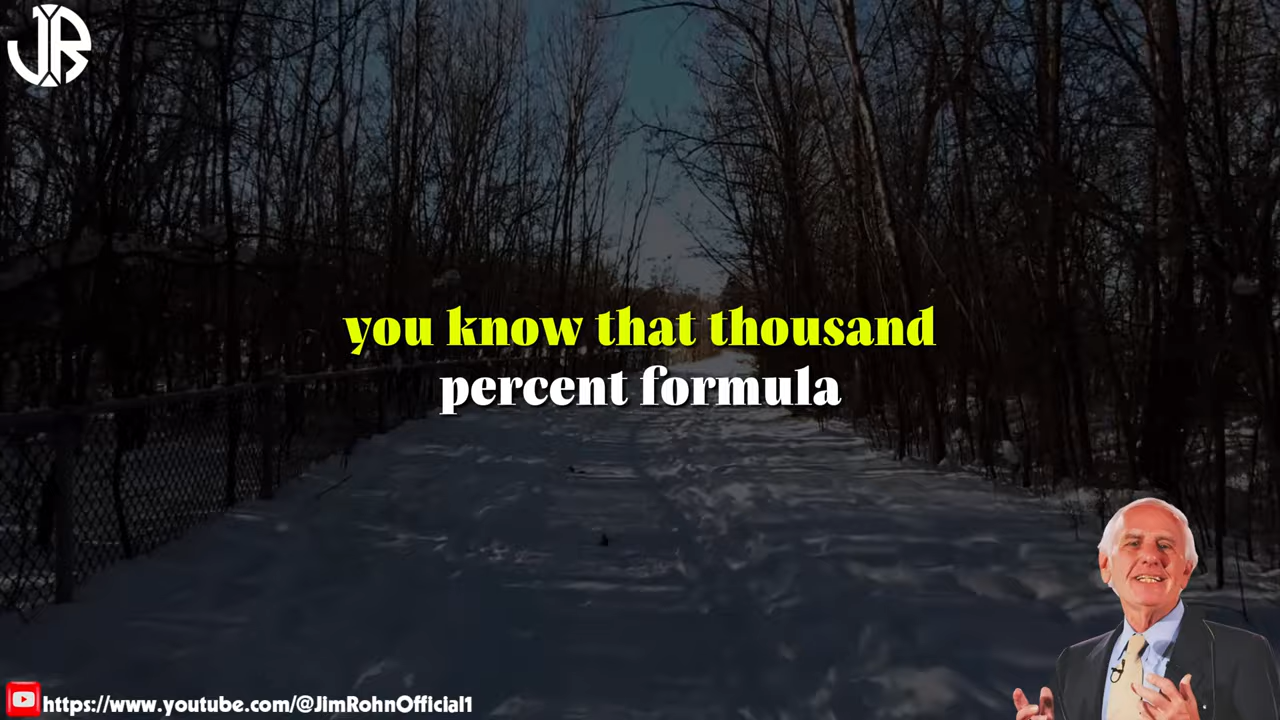 JR
you know that thousand
percent formula
https://www.youtube.com/@JimRohnOfficial1